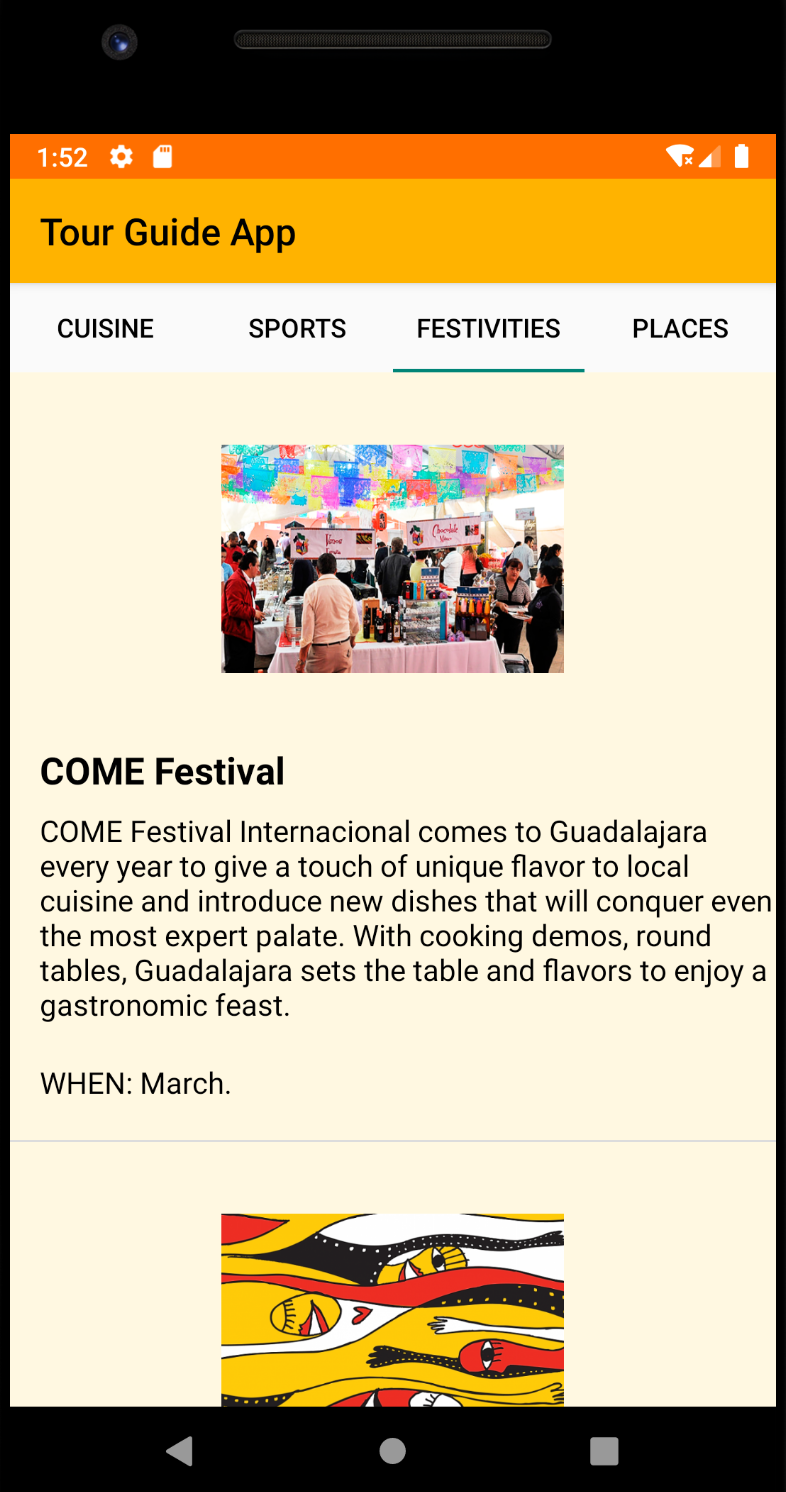 1:52
Tour Guide App
CUISINE SPORTS FESTIVITIES PLACES
Chocolate
COME Festival
COME Festival Internacional comes to Guadalajara
every year to give a touch of unique flavor to local
cuisine and introduce new dishes that will conquer even
the most expert palate. With cooking demos, round
tables, Guadalajara sets the table and flavors to enjoy a
gastronomic feast.
WHEN: March.